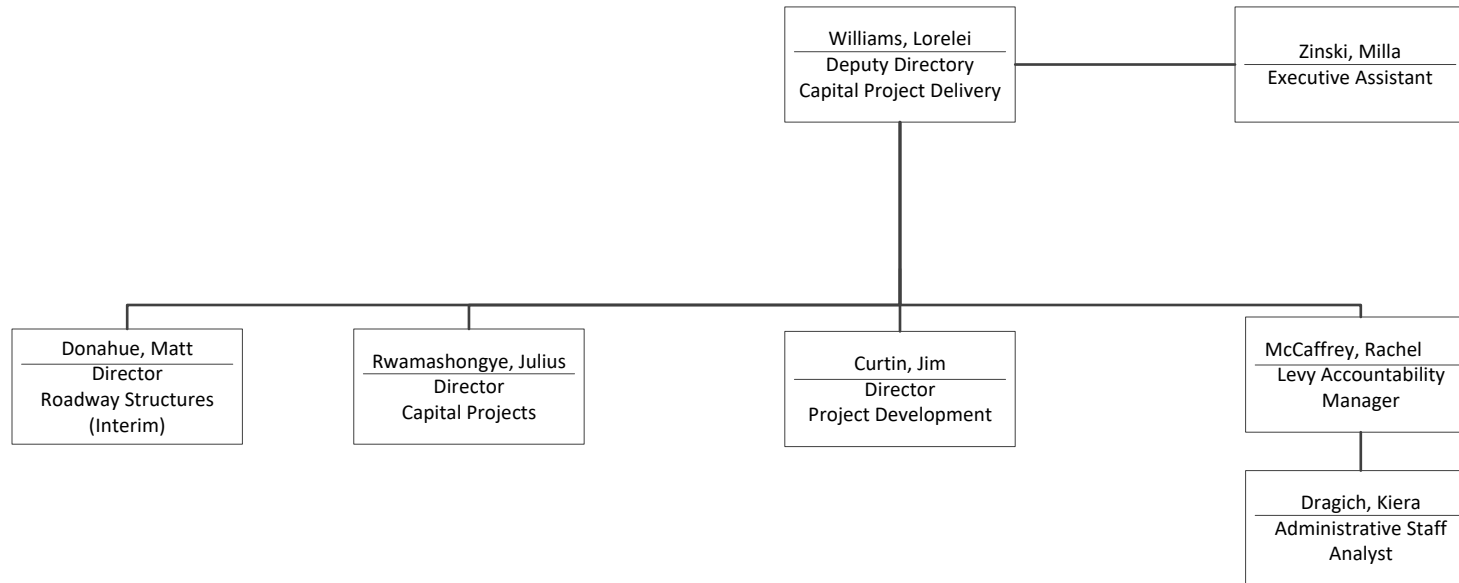 Williams, Lorelei
Deputy Directory
Capital Project Delivery
Zinski, Milla
Executive Assistant
Donahue, Matt
Director
Roadway Structures
(Interim)
Rwamashongye, Julius
Director
Capital Projects
Curtin, Jim
Director
Project Development
McCaffrey, Rachel
Levy Accountability
Manager
Dragich, Kiera
Administrative Staff
Analyst